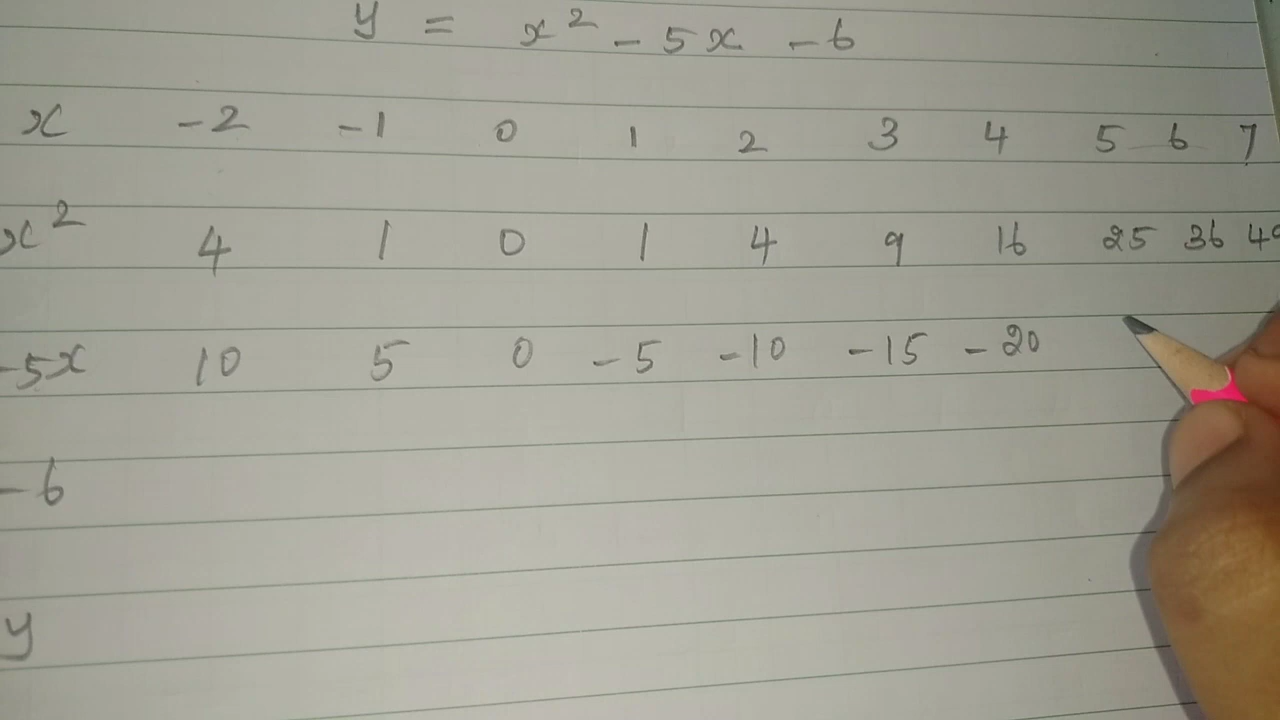 y = x² - 5x - 6
x -2 -1 0 1 2 3 4 5 6 7
x² 4 1 0 1 4 9 16 25 36 49
-5x 10 5 0 -5 -10 -15 -20
-6
y